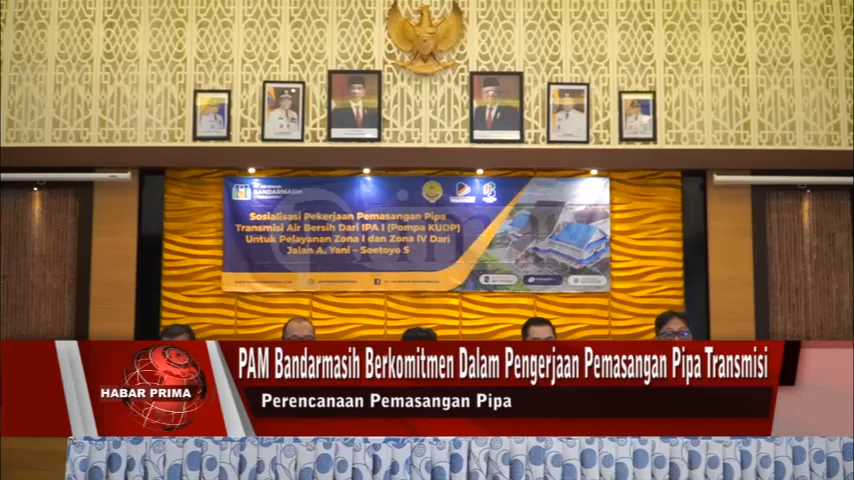 BANDARMASIH
Sosialisasi Pekerjaan Pemasangan Pipa
Transmisi Air Bersih Dari IPA I (Pompa KUDP)
Untuk Pelayanan Zona I dan Zona IV Dari
Jalan A. Yani - Soetoyo S
PAM Bandarmasih Berkomitmen Dalam Pengerjaan Pemasangan Pipa Transmisi
HABAR PRIMA
Perencanaan Pemasangan Pipa